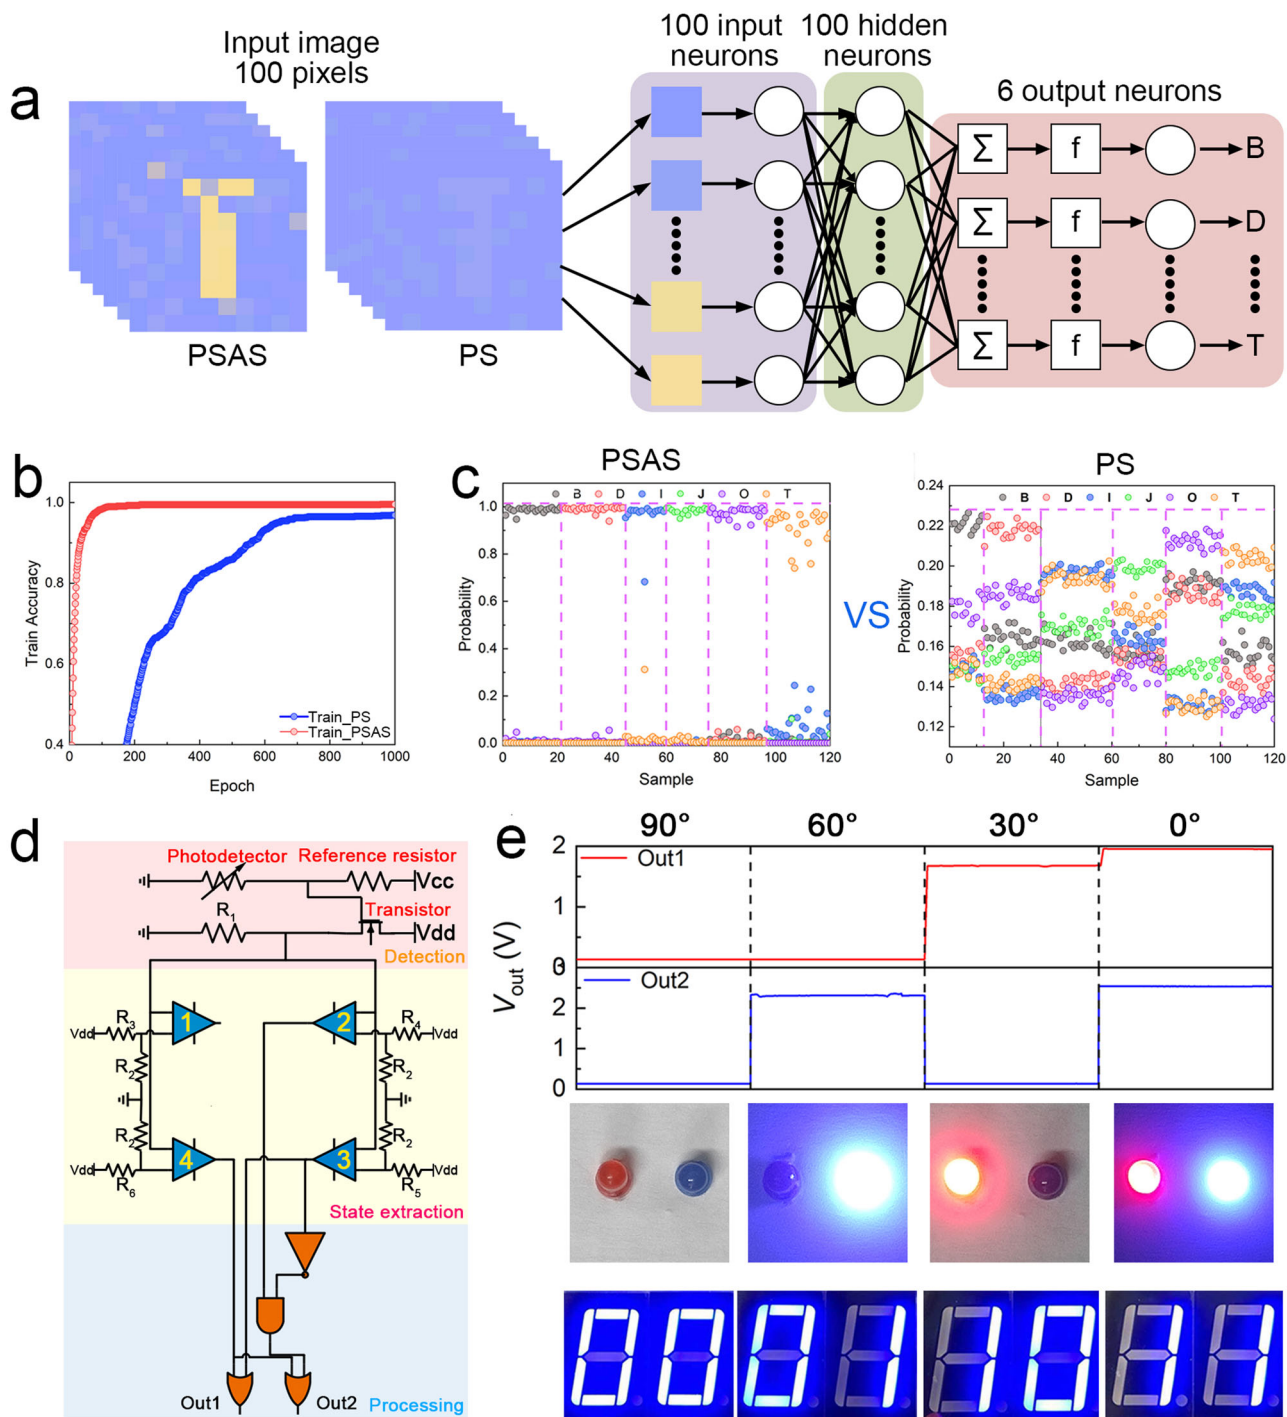 a
Input image
100 pixels
100 input
neurons
100 hidden
neurons
6 output neurons
PSAS
PS
Σ
f
B
Σ
f
D
Σ
f
T
b
Train Accuracy
1.0
0.8
0.6
0.4
0
200
400
600
800
1000
Epoch
Train_PS
Train_PSAS
c
PSAS
B D I J O T
Probability
1.0
0.8
0.6
0.4
0.2
0.0
0 20 40 60 80 100 120
Sample
VS
PS
B D I J O T
Probability
0.24
0.22
0.20
0.18
0.16
0.14
0.12
0 20 40 60 80 100 120
Sample
d
Photodetector
Reference resistor
Vcc
R1
Transistor
Vdd
Detection
1
2
Vdd
R3
R4
Vdd
R2
R2
R2
R2
4
3
Vdd
R6
R5
Vdd
State extraction
Out1
Out2
Processing
e
90° 60° 30° 0°
Vout (V)
Out1
2
1
0
Out2
3
2
1
0
00
01
10
11